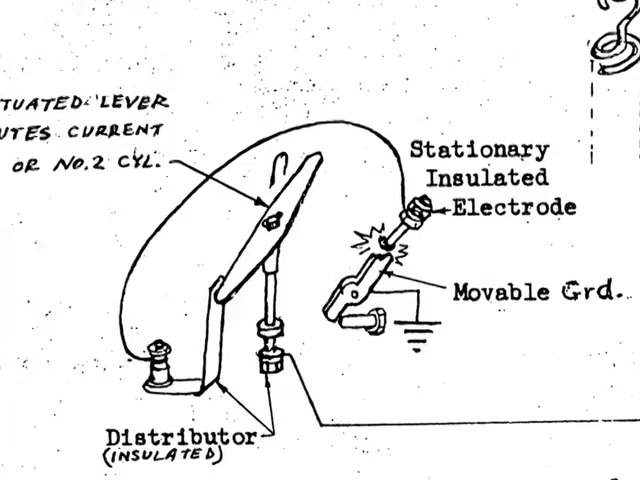 TUATED LEVER
UTES CURRENT
OR NO.2 CYL.
Stationary
Insulated
Electrode
Movable Grd.
Distributor
(INSULATED)